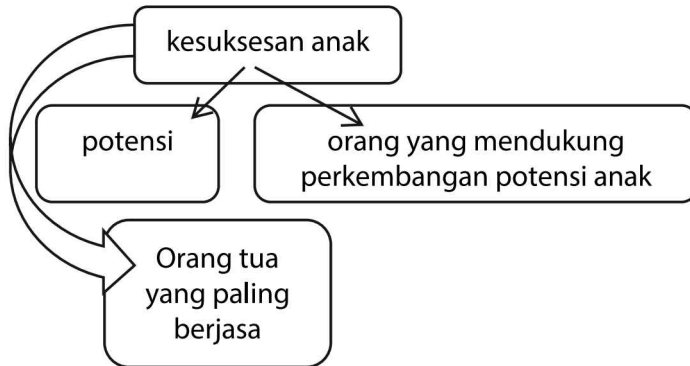 kesuksesan anak
potensi
orang yang mendukung
perkembangan potensi anak
Orang tua
yang paling
berjasa